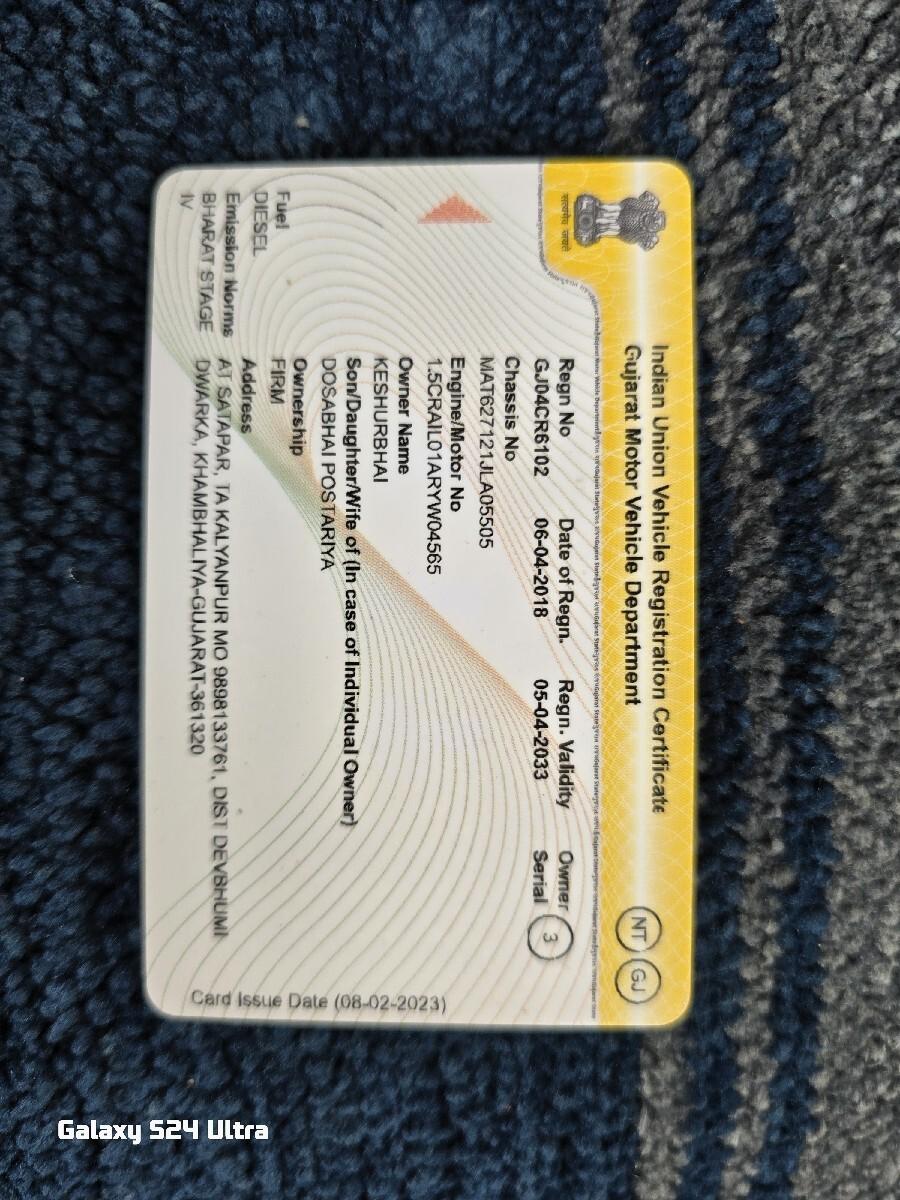 Indian Union Vehicle Registration Certificate
Gujarat Motor Vehicle Department
NT GJ
सत्यमेव जयते
Regn No Date of Regn. Regn. Validity Owner
GJ04CR6102 06-04-2018 05-04-2033 Serial 3
Chassis No
MAT627121JLA05505
Engine/Motor No
1.5CRAIL01ARYW04565
Owner Name
KESHURBHAI
Son/Daughter/Wife of (In case of Individual Owner)
DOSABHAI POSTARIYA
Fuel Ownership
DIESEL FIRM
Emission Norms Address
BHARAT STAGE AT SATAPAR, TA KALYANPUR MO 9898133761, DIST DEVBHUMI
IV DWARKA, KHAMBHALIYA-GUJARAT-361320
Card Issue Date (08-02-2023)
Galaxy S24 Ultra